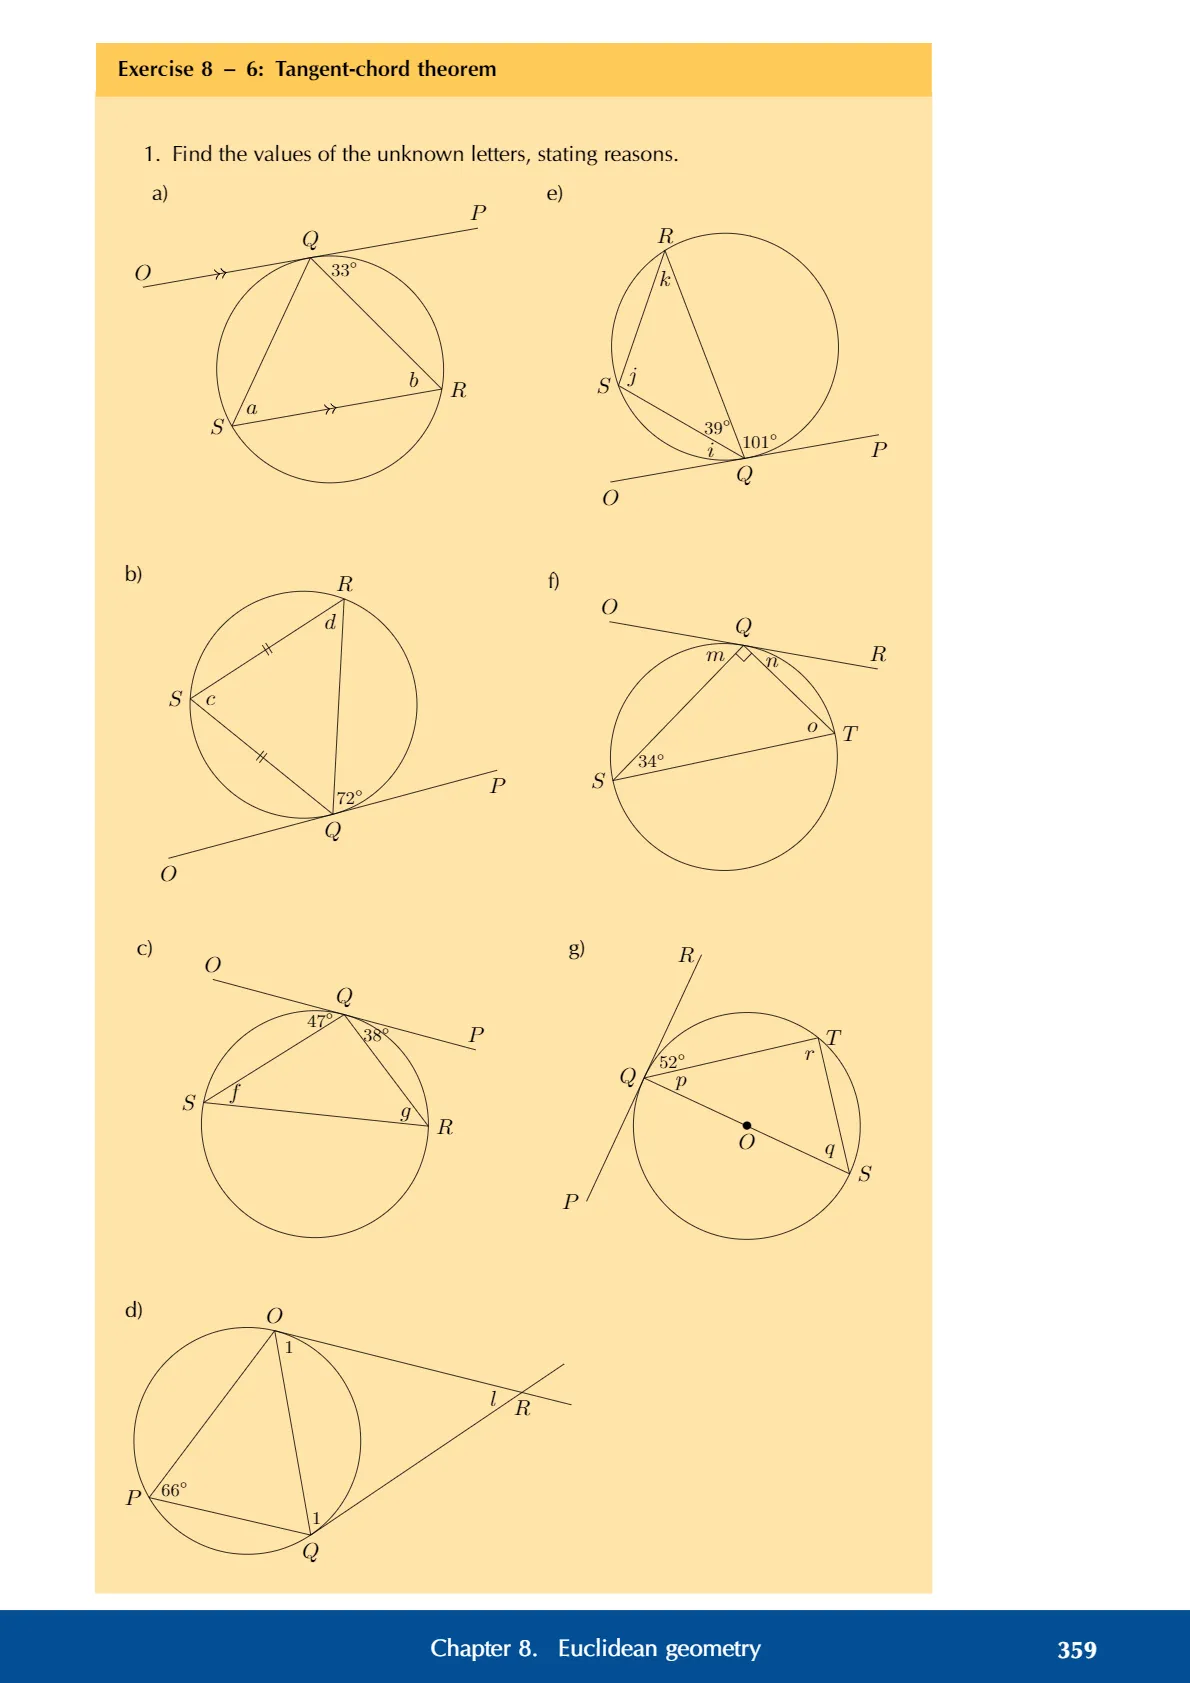 Exercise 8 – 6: Tangent-chord theorem
1. Find the values of the unknown letters, stating reasons.
a)
P
Q
O
33°
b
R
a
S
b)
R
d
S
c
72°
P
Q
O
c)
O
Q
47°
38°
P
S
f
g
R
d)
O
1
l
R
P
66°
1
Q
e)
R
k
S
j
39°
101°
i
P
Q
O
f)
O
Q
m
n
R
o
T
34°
S
g)
R
T
r
52°
Q
p
O
q
S
P
Chapter 8. Euclidean geometry
359